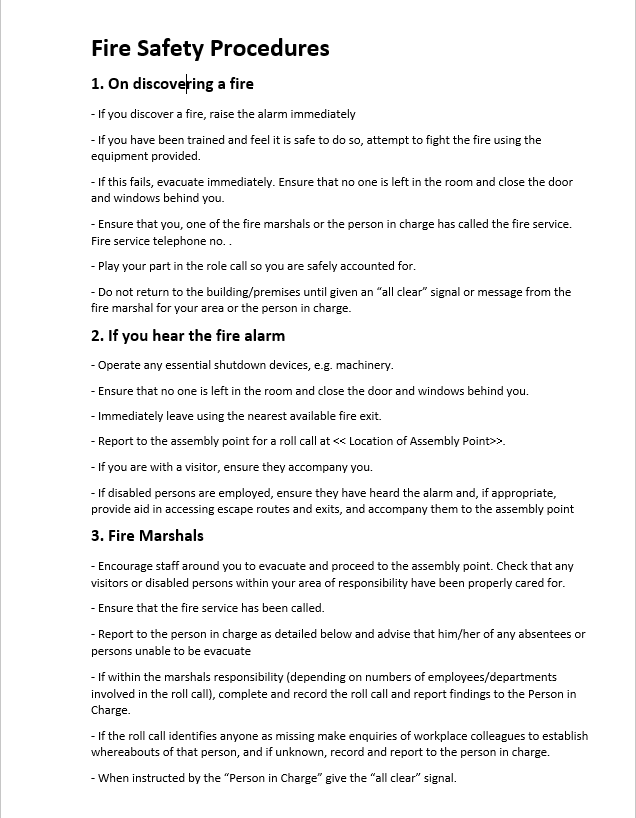 Fire Safety Procedures
1. On discovering a fire
- If you discover a fire, raise the alarm immediately
- If you have been trained and feel it is safe to do so, attempt to fight the fire using the
equipment provided.
- If this fails, evacuate immediately. Ensure that no one is left in the room and close the door
and windows behind you.
- Ensure that you, one of the fire marshals or the person in charge has called the fire service.
Fire service telephone no. .
- Play your part in the role call so you are safely accounted for.
- Do not return to the building/premises until given an “all clear” signal or message from the
fire marshal for your area or the person in charge.
2. If you hear the fire alarm
- Operate any essential shutdown devices, e.g. machinery.
- Ensure that no one is left in the room and close the door and windows behind you.
- Immediately leave using the nearest available fire exit.
- Report to the assembly point for a roll call at << Location of Assembly Point>>.
- If you are with a visitor, ensure they accompany you.
- If disabled persons are employed, ensure they have heard the alarm and, if appropriate,
provide aid in accessing escape routes and exits, and accompany them to the assembly point
3. Fire Marshals
- Encourage staff around you to evacuate and proceed to the assembly point. Check that any
visitors or disabled persons within your area of responsibility have been properly cared for.
- Ensure that the fire service has been called.
- Report to the person in charge as detailed below and advise that him/her of any absentees or
persons unable to be evacuate
- If within the marshals responsibility (depending on numbers of employees/departments
involved in the roll call), complete and record the roll call and report findings to the Person in
Charge.
- If the roll call identifies anyone as missing make enquiries of workplace colleagues to establish
whereabouts of that person, and if unknown, record and report to the person in charge.
- When instructed by the “Person in Charge” give the “all clear” signal.